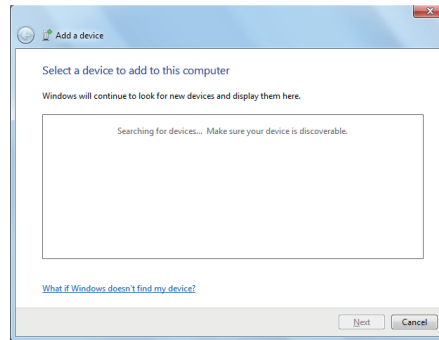 Add a device
Select a device to add to this computer
Windows will continue to look for new devices and display them here.
Searching for devices... Make sure your device is discoverable.
What if Windows doesn't find my device?
Next Cancel